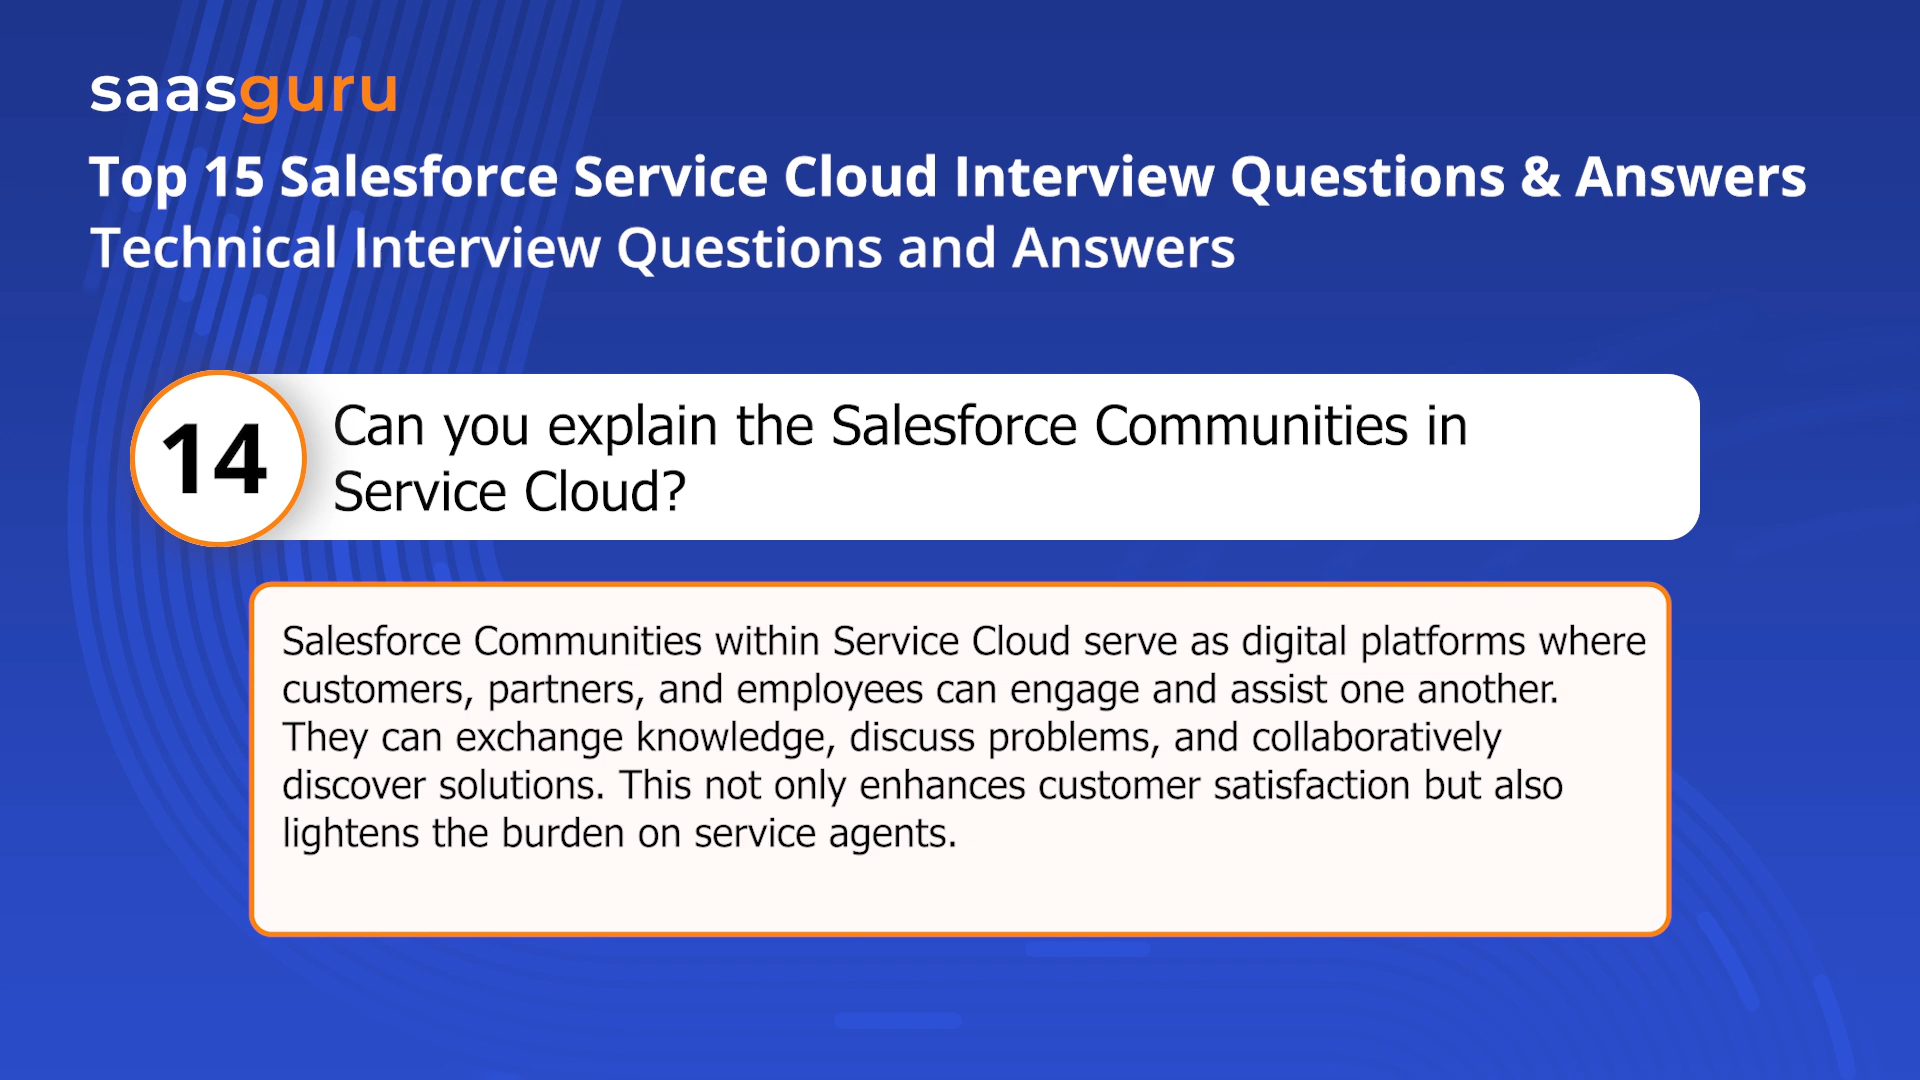 saasguru
Top 15 Salesforce Service Cloud Interview Questions & Answers
Technical Interview Questions and Answers
14
Can you explain the Salesforce Communities in
Service Cloud?
Salesforce Communities within Service Cloud serve as digital platforms where
customers, partners, and employees can engage and assist one another.
They can exchange knowledge, discuss problems, and collaboratively
discover solutions. This not only enhances customer satisfaction but also
lightens the burden on service agents.